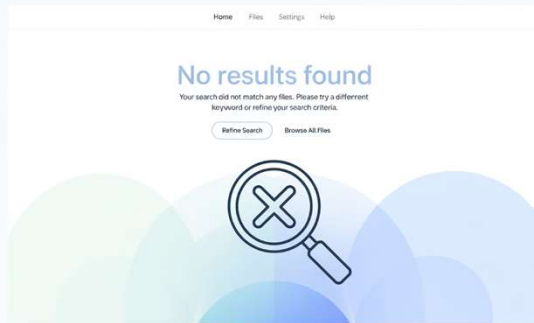 Home Files Settings Help
No results found
Your search did not match any files. Please try a different
keyword or refine your search criteria.
Refine Search Browse All Files